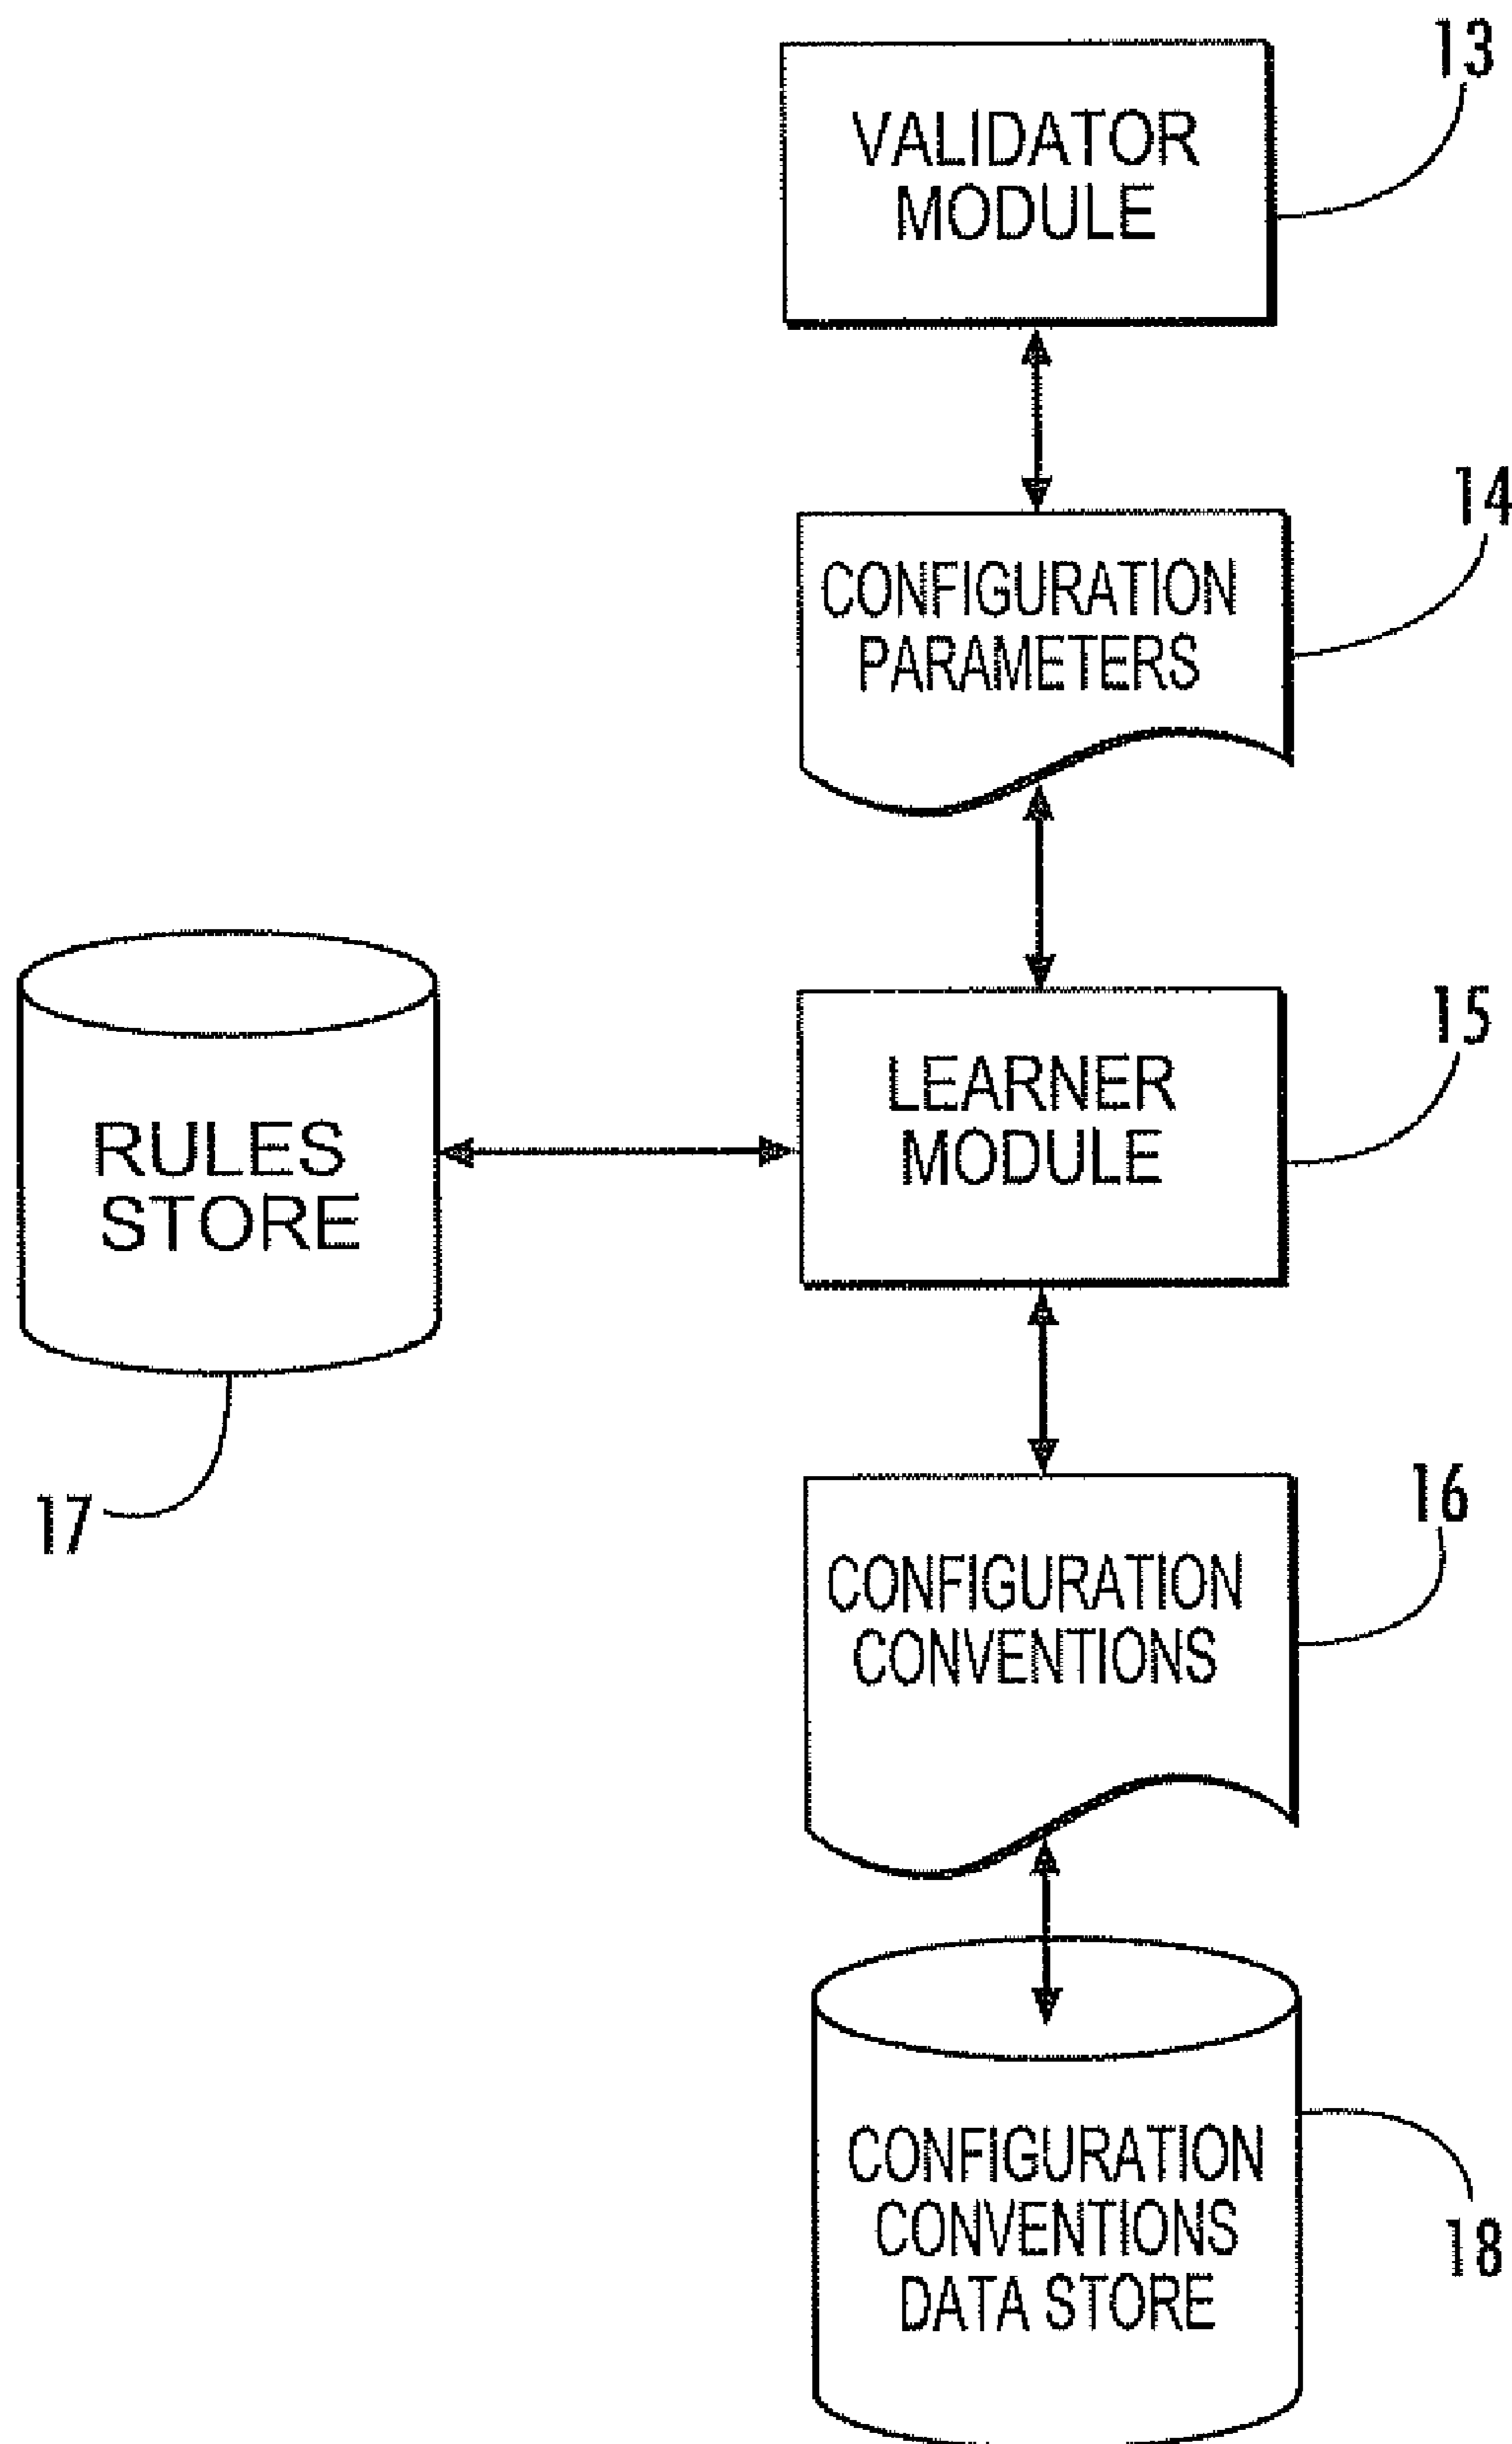 13
VALIDATOR
MODULE
14
CONFIGURATION
PARAMETERS
15
LEARNER
MODULE
RULES
STORE
17
16
CONFIGURATION
CONVENTIONS
CONFIGURATION
CONVENTIONS
DATA STORE
18